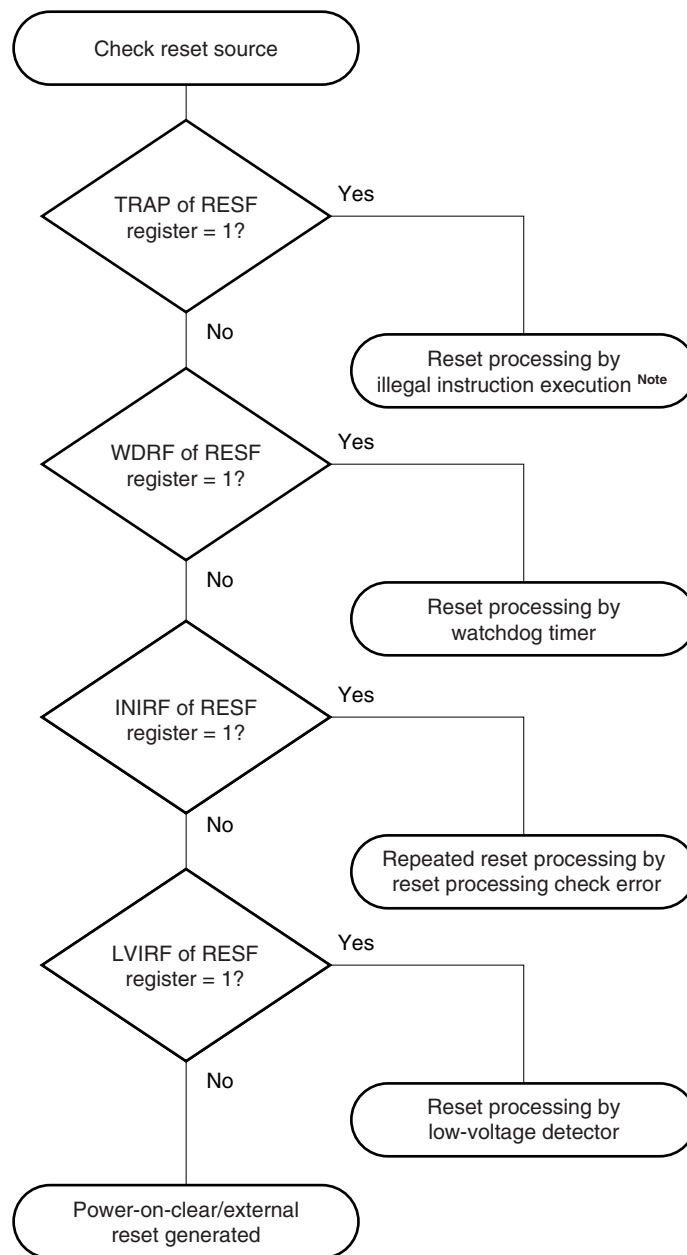 Check reset source
TRAP of RESF
register = 1?
Yes
No
Reset processing by
illegal instruction execution Note
WDRF of RESF
register = 1?
Yes
No
Reset processing by
watchdog timer
INIRF of RESF
register = 1?
Yes
No
Repeated reset processing by
reset processing check error
LVIRF of RESF
register = 1?
Yes
No
Reset processing by
low-voltage detector
Power-on-clear/external
reset generated